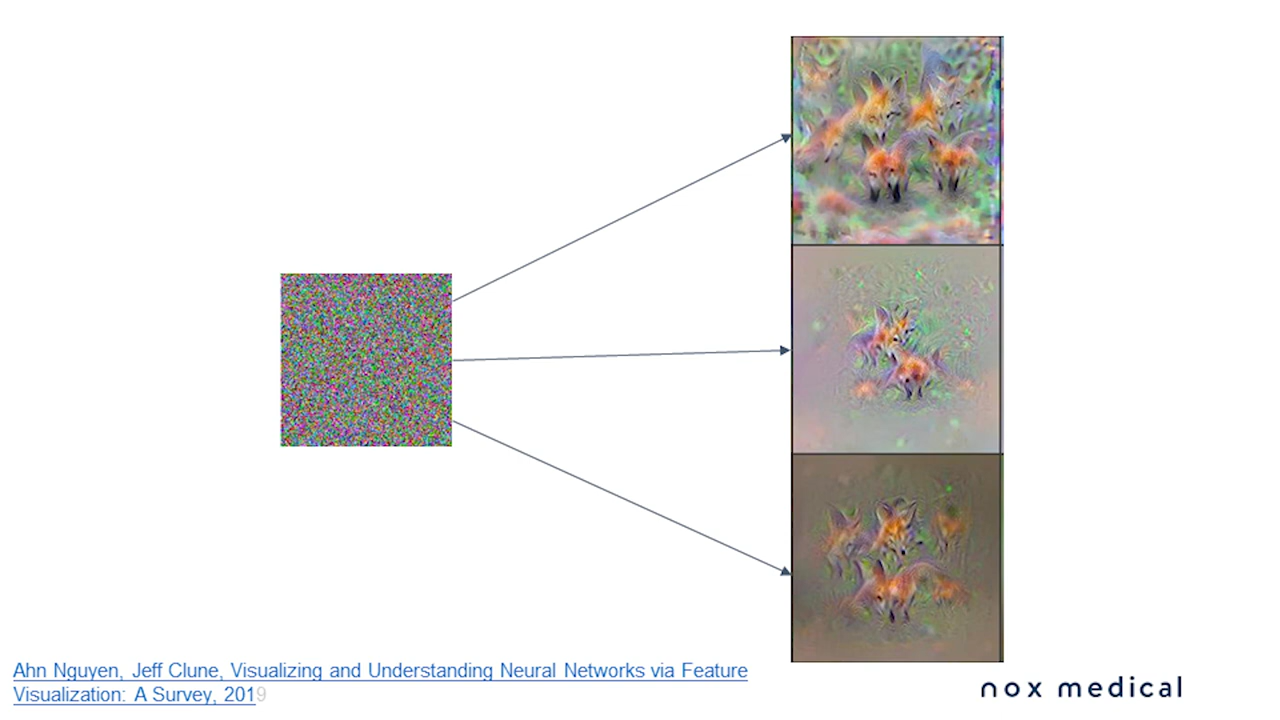 Ahn Nguyen, Jeff Clune, Visualizing and Understanding Neural Networks via Feature
Visualization: A Survey, 2019
nox medical